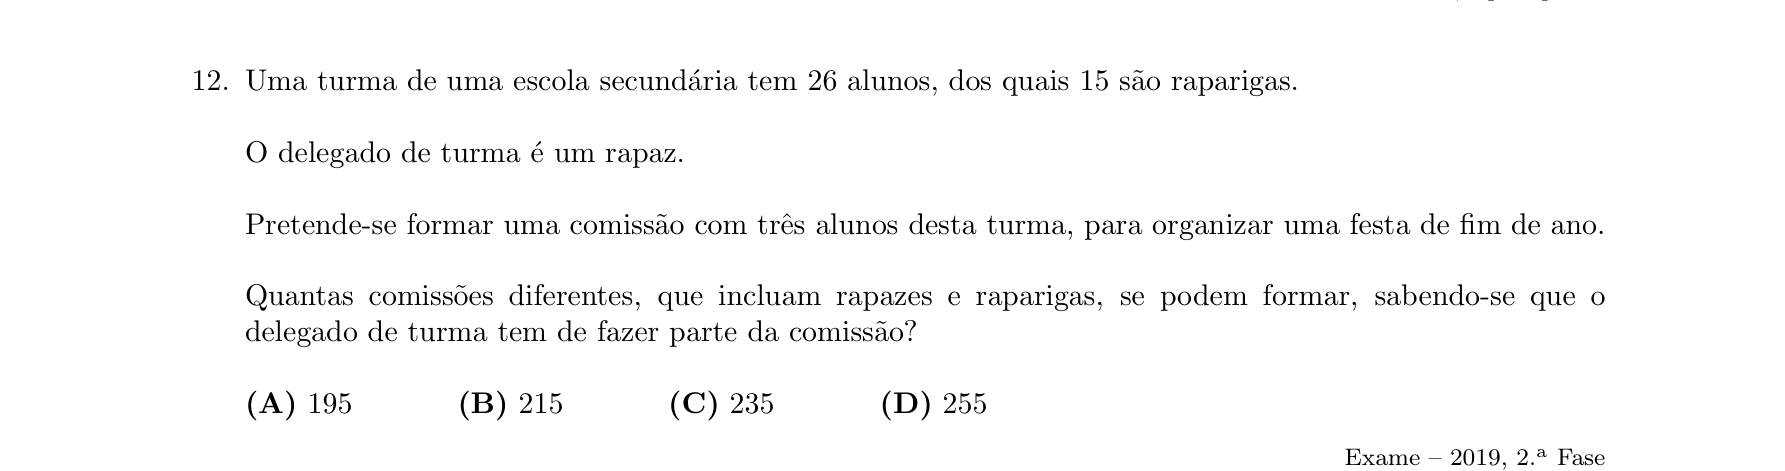 12. Uma turma de uma escola secundária tem 26 alunos, dos quais 15 são raparigas.
O delegado de turma é um rapaz.
Pretende-se formar uma comissão com três alunos desta turma, para organizar uma festa de fim de ano.
Quantas comissões diferentes, que incluam rapazes e raparigas, se podem formar, sabendo-se que o
delegado de turma tem de fazer parte da comissão?
(A) 195 (B) 215 (C) 235 (D) 255
Exame – 2019, 2.ª Fase